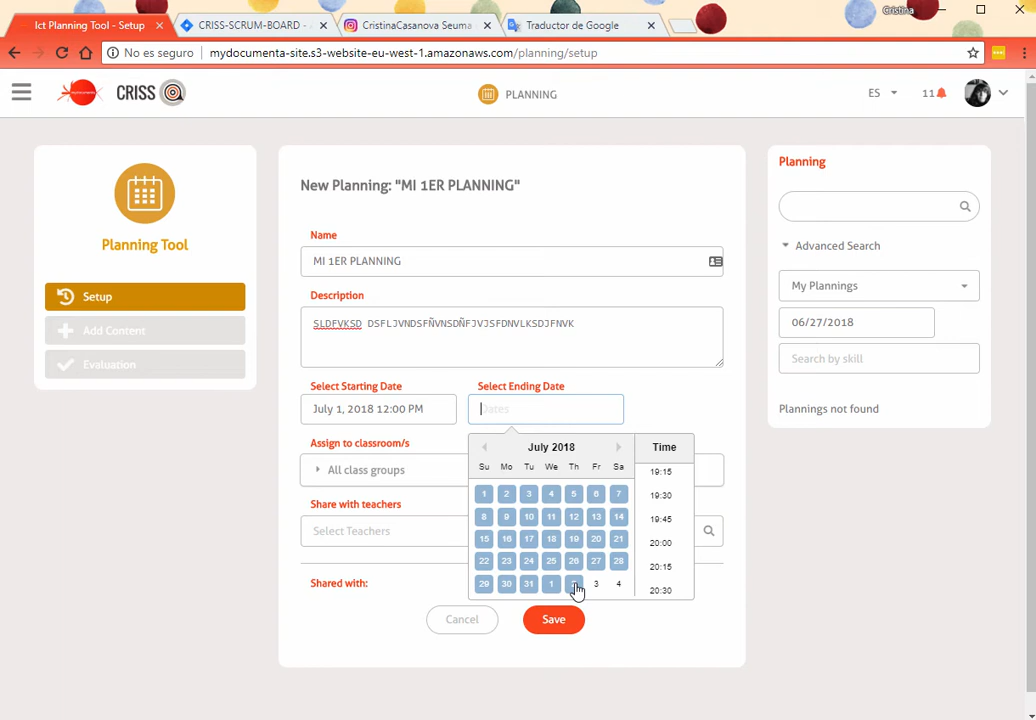 Cristina
Ict Planning Tool - Setup
CRISS-SCRUM-BOARD -
CristinaCasanova Seuma
Traductor de Google
No es seguro
mydocumenta-site.s3-website-eu-west-1.amazonaws.com/planning/setup
CRISS
PLANNING
ES
11
Planning Tool
Setup
Add Content
Evaluation
New Planning: "MI 1ER PLANNING"
Name
MI 1ER PLANNING
Description
SLDFVKSD DSFLJVNDSFÑVNSDÑFJVJSFDNVLKSDJFNVK
Select Starting Date
Select Ending Date
July 1, 2018 12:00 PM
Dates
Assign to classroom/s
All class groups
Share with teachers
Select Teachers
Shared with:
July 2018
Time
Su Mo Tu We Th Fr Sa
1 2 3 4 5 6 7
8 9 10 11 12 13 14
15 16 17 18 19 20 21
22 23 24 25 26 27 28
29 30 31 1 2 3 4
19:15
19:30
19:45
20:00
20:15
20:30
Cancel
Save
Planning
Advanced Search
My Plannings
06/27/2018
Search by skill
Plannings not found